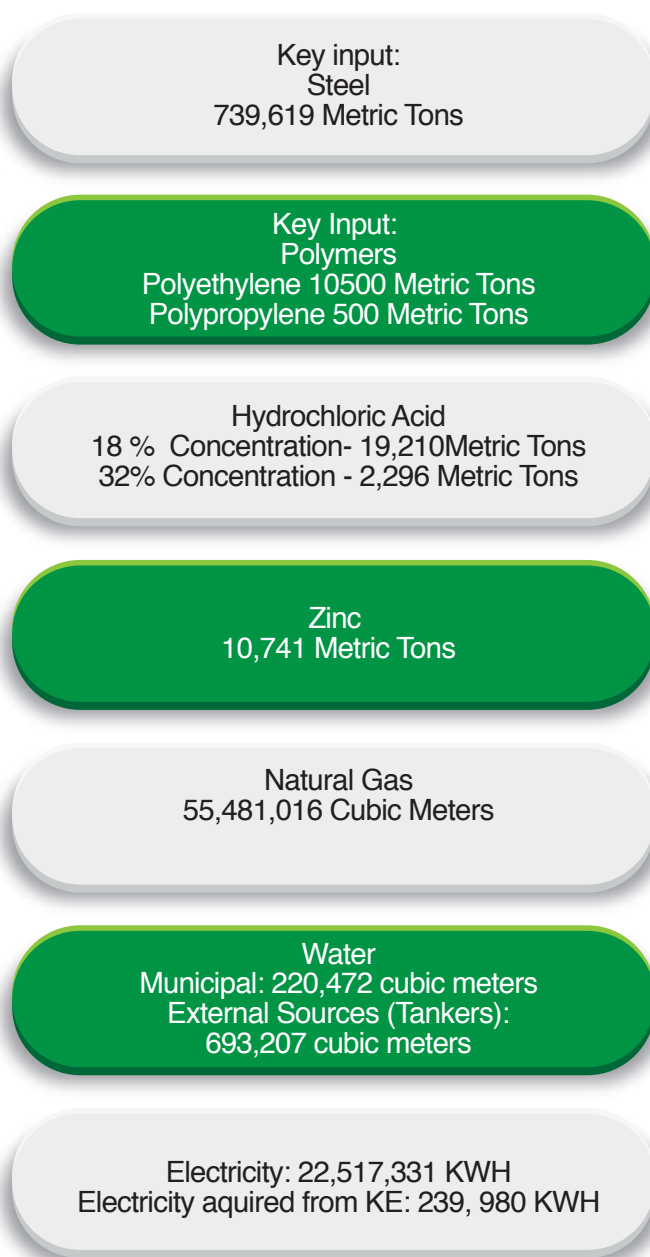 Key input:
Steel
739,619 Metric Tons
Key Input:
Polymers
Polyethylene 10500 Metric Tons
Polypropylene 500 Metric Tons
Hydrochloric Acid
18 % Concentration- 19,210Metric Tons
32% Concentration - 2,296 Metric Tons
Zinc
10,741 Metric Tons
Natural Gas
55,481,016 Cubic Meters
Water
Municipal: 220,472 cubic meters
External Sources (Tankers):
693,207 cubic meters
Electricity: 22,517,331 KWH
Electricity aquired from KE: 239, 980 KWH